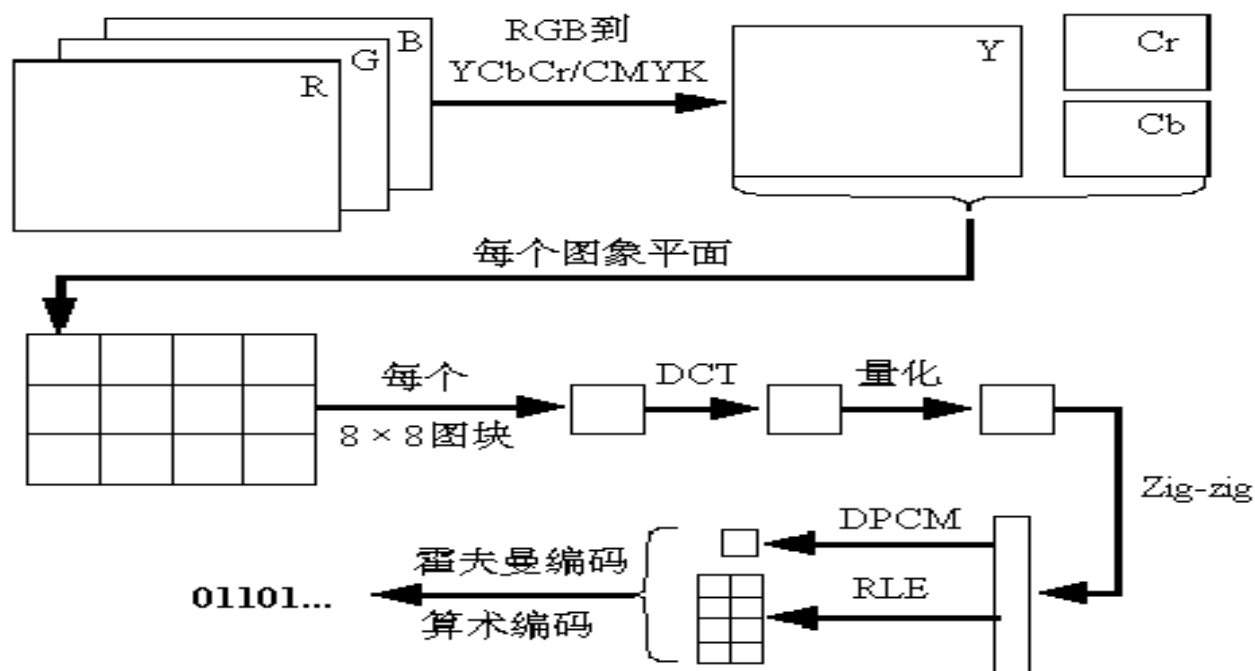 R
G
B
RGB到
YCbCr/CMYK
Y
Cr
Cb
每个图象平面
每个
8×8图块
DCT
量化
Zig-zig
DPCM
RLE
霍夫曼编码
算术编码
01101...